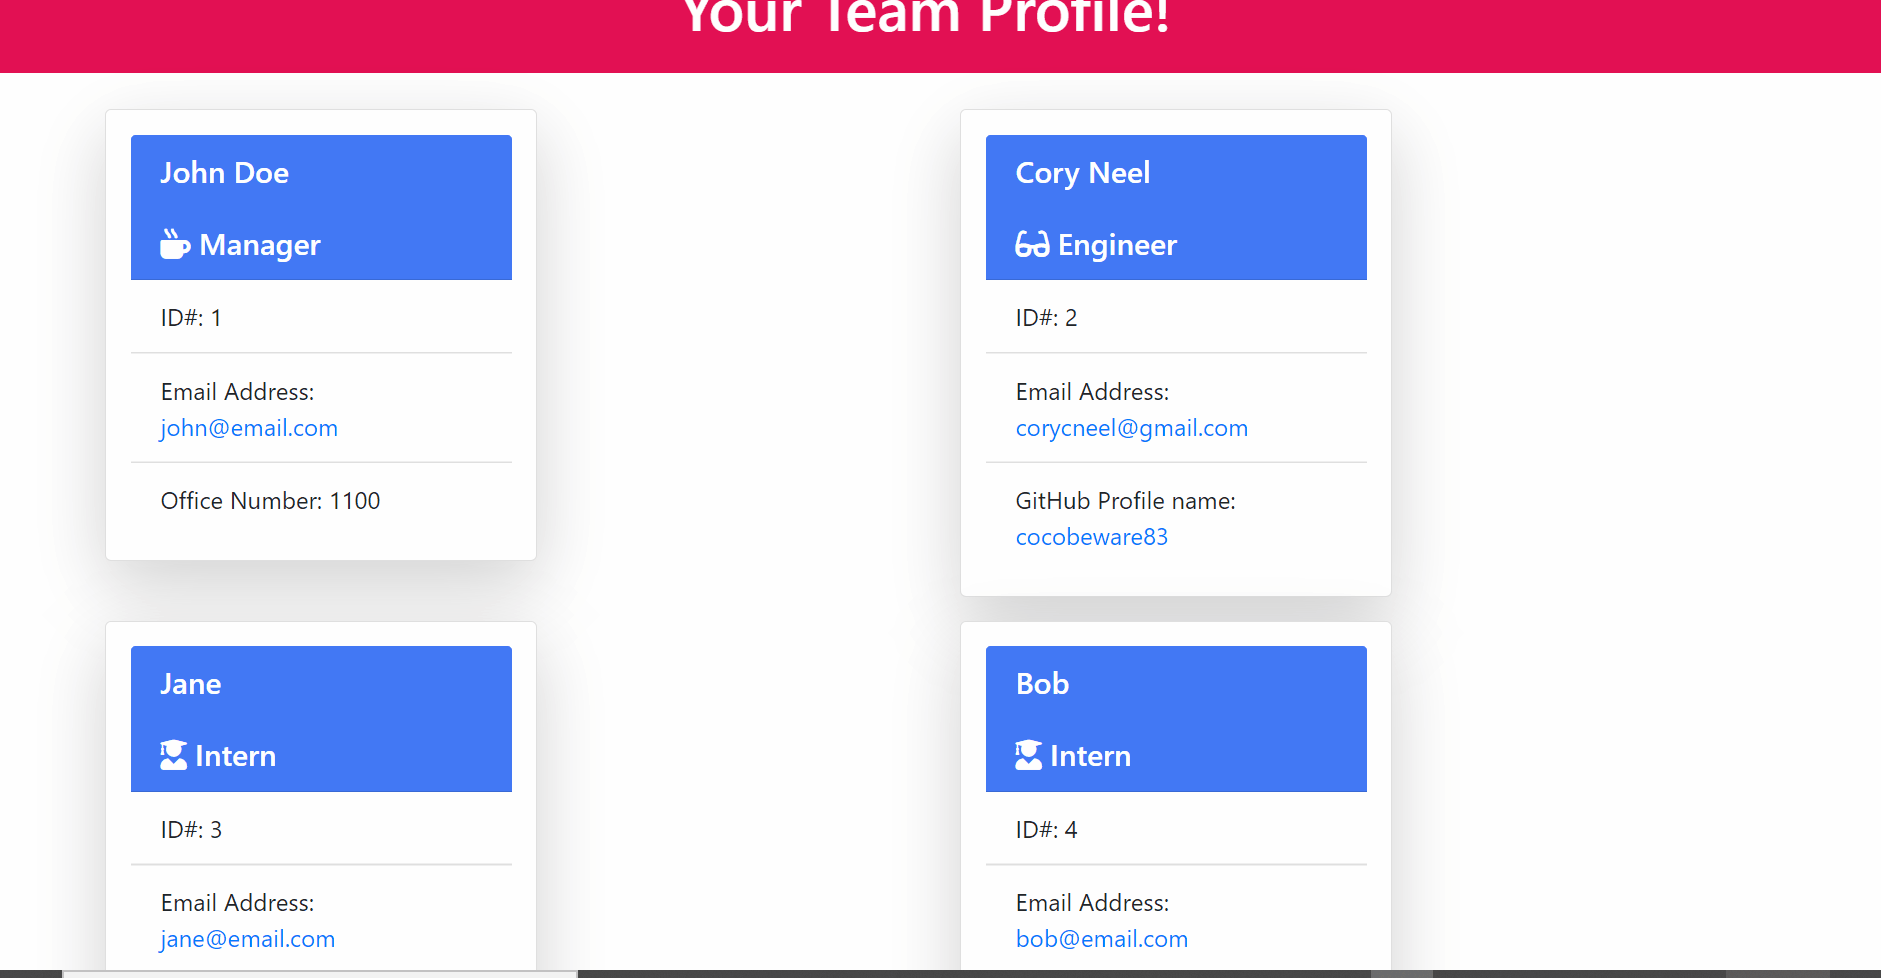 Your Team Profile!
John Doe
Manager
ID#: 1
Email Address:
john@email.com
Office Number: 1100
Cory Neel
Engineer
ID#: 2
Email Address:
corycneel@gmail.com
GitHub Profile name:
cocobeware83
Jane
Intern
ID#: 3
Email Address:
jane@email.com
Bob
Intern
ID#: 4
Email Address:
bob@email.com